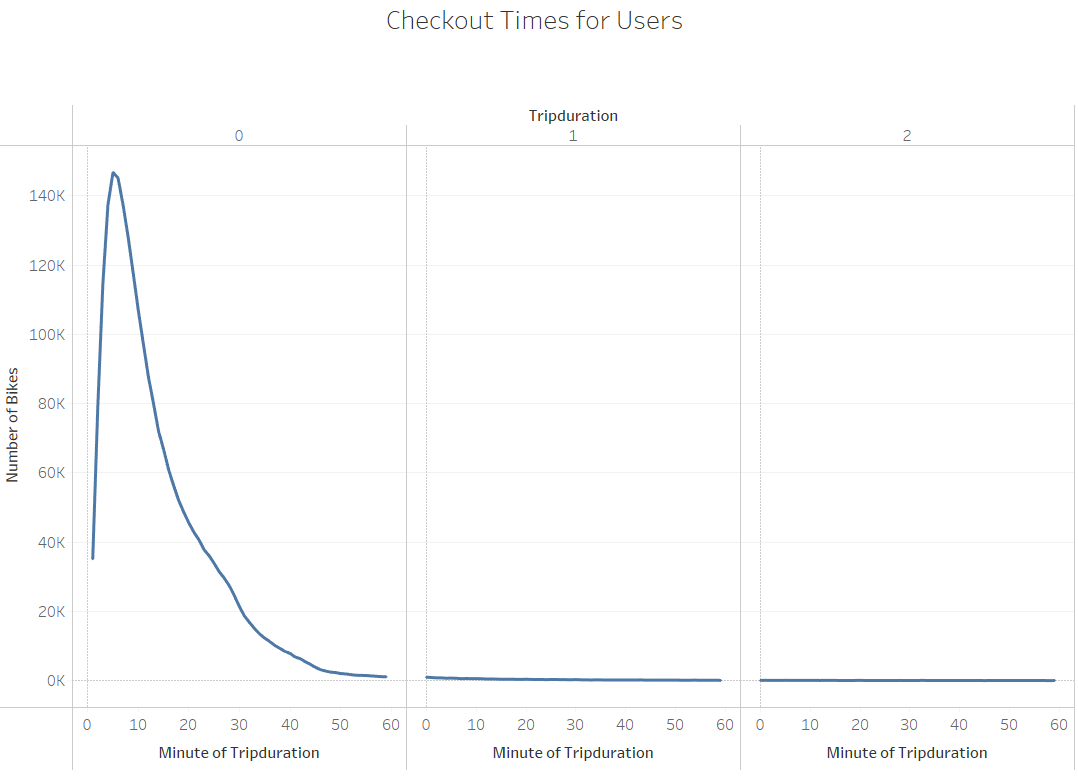 Checkout Times for Users
Tripduration
0 1 2
140K
120K
100K
80K
60K
40K
20K
0K
Number of Bikes
0 10 20 30 40 50 60 0 10 20 30 40 50 60 0 10 20 30 40 50 60
Minute of Tripduration Minute of Tripduration Minute of Tripduration